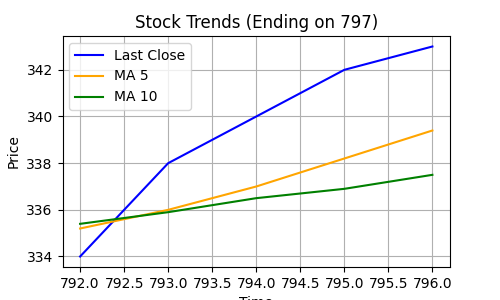 Stock Trends (Ending on 797)
Last Close
MA 5
MA 10
Price
342
340
338
336
334
792.0 792.5 793.0 793.5 794.0 794.5 795.0 795.5 796.0
Time